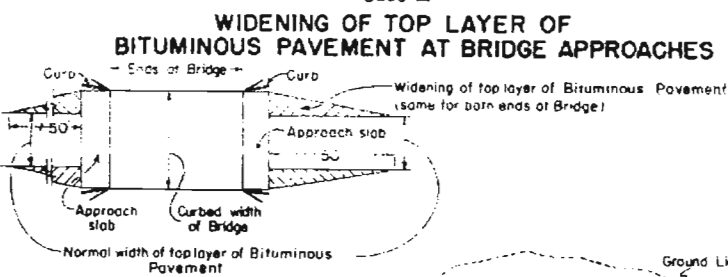 WIDENING OF TOP LAYER OF
BITUMINOUS PAVEMENT AT BRIDGE APPROACHES
Curb
Ends of Bridge
Curb
Widening of top layer of Bituminous Pavement
(same for both ends of Bridge)
50'
Approach slab
50'
Approach
slab
Curbed width
of Bridge
Normal width of top layer of Bituminous
Pavement
Ground